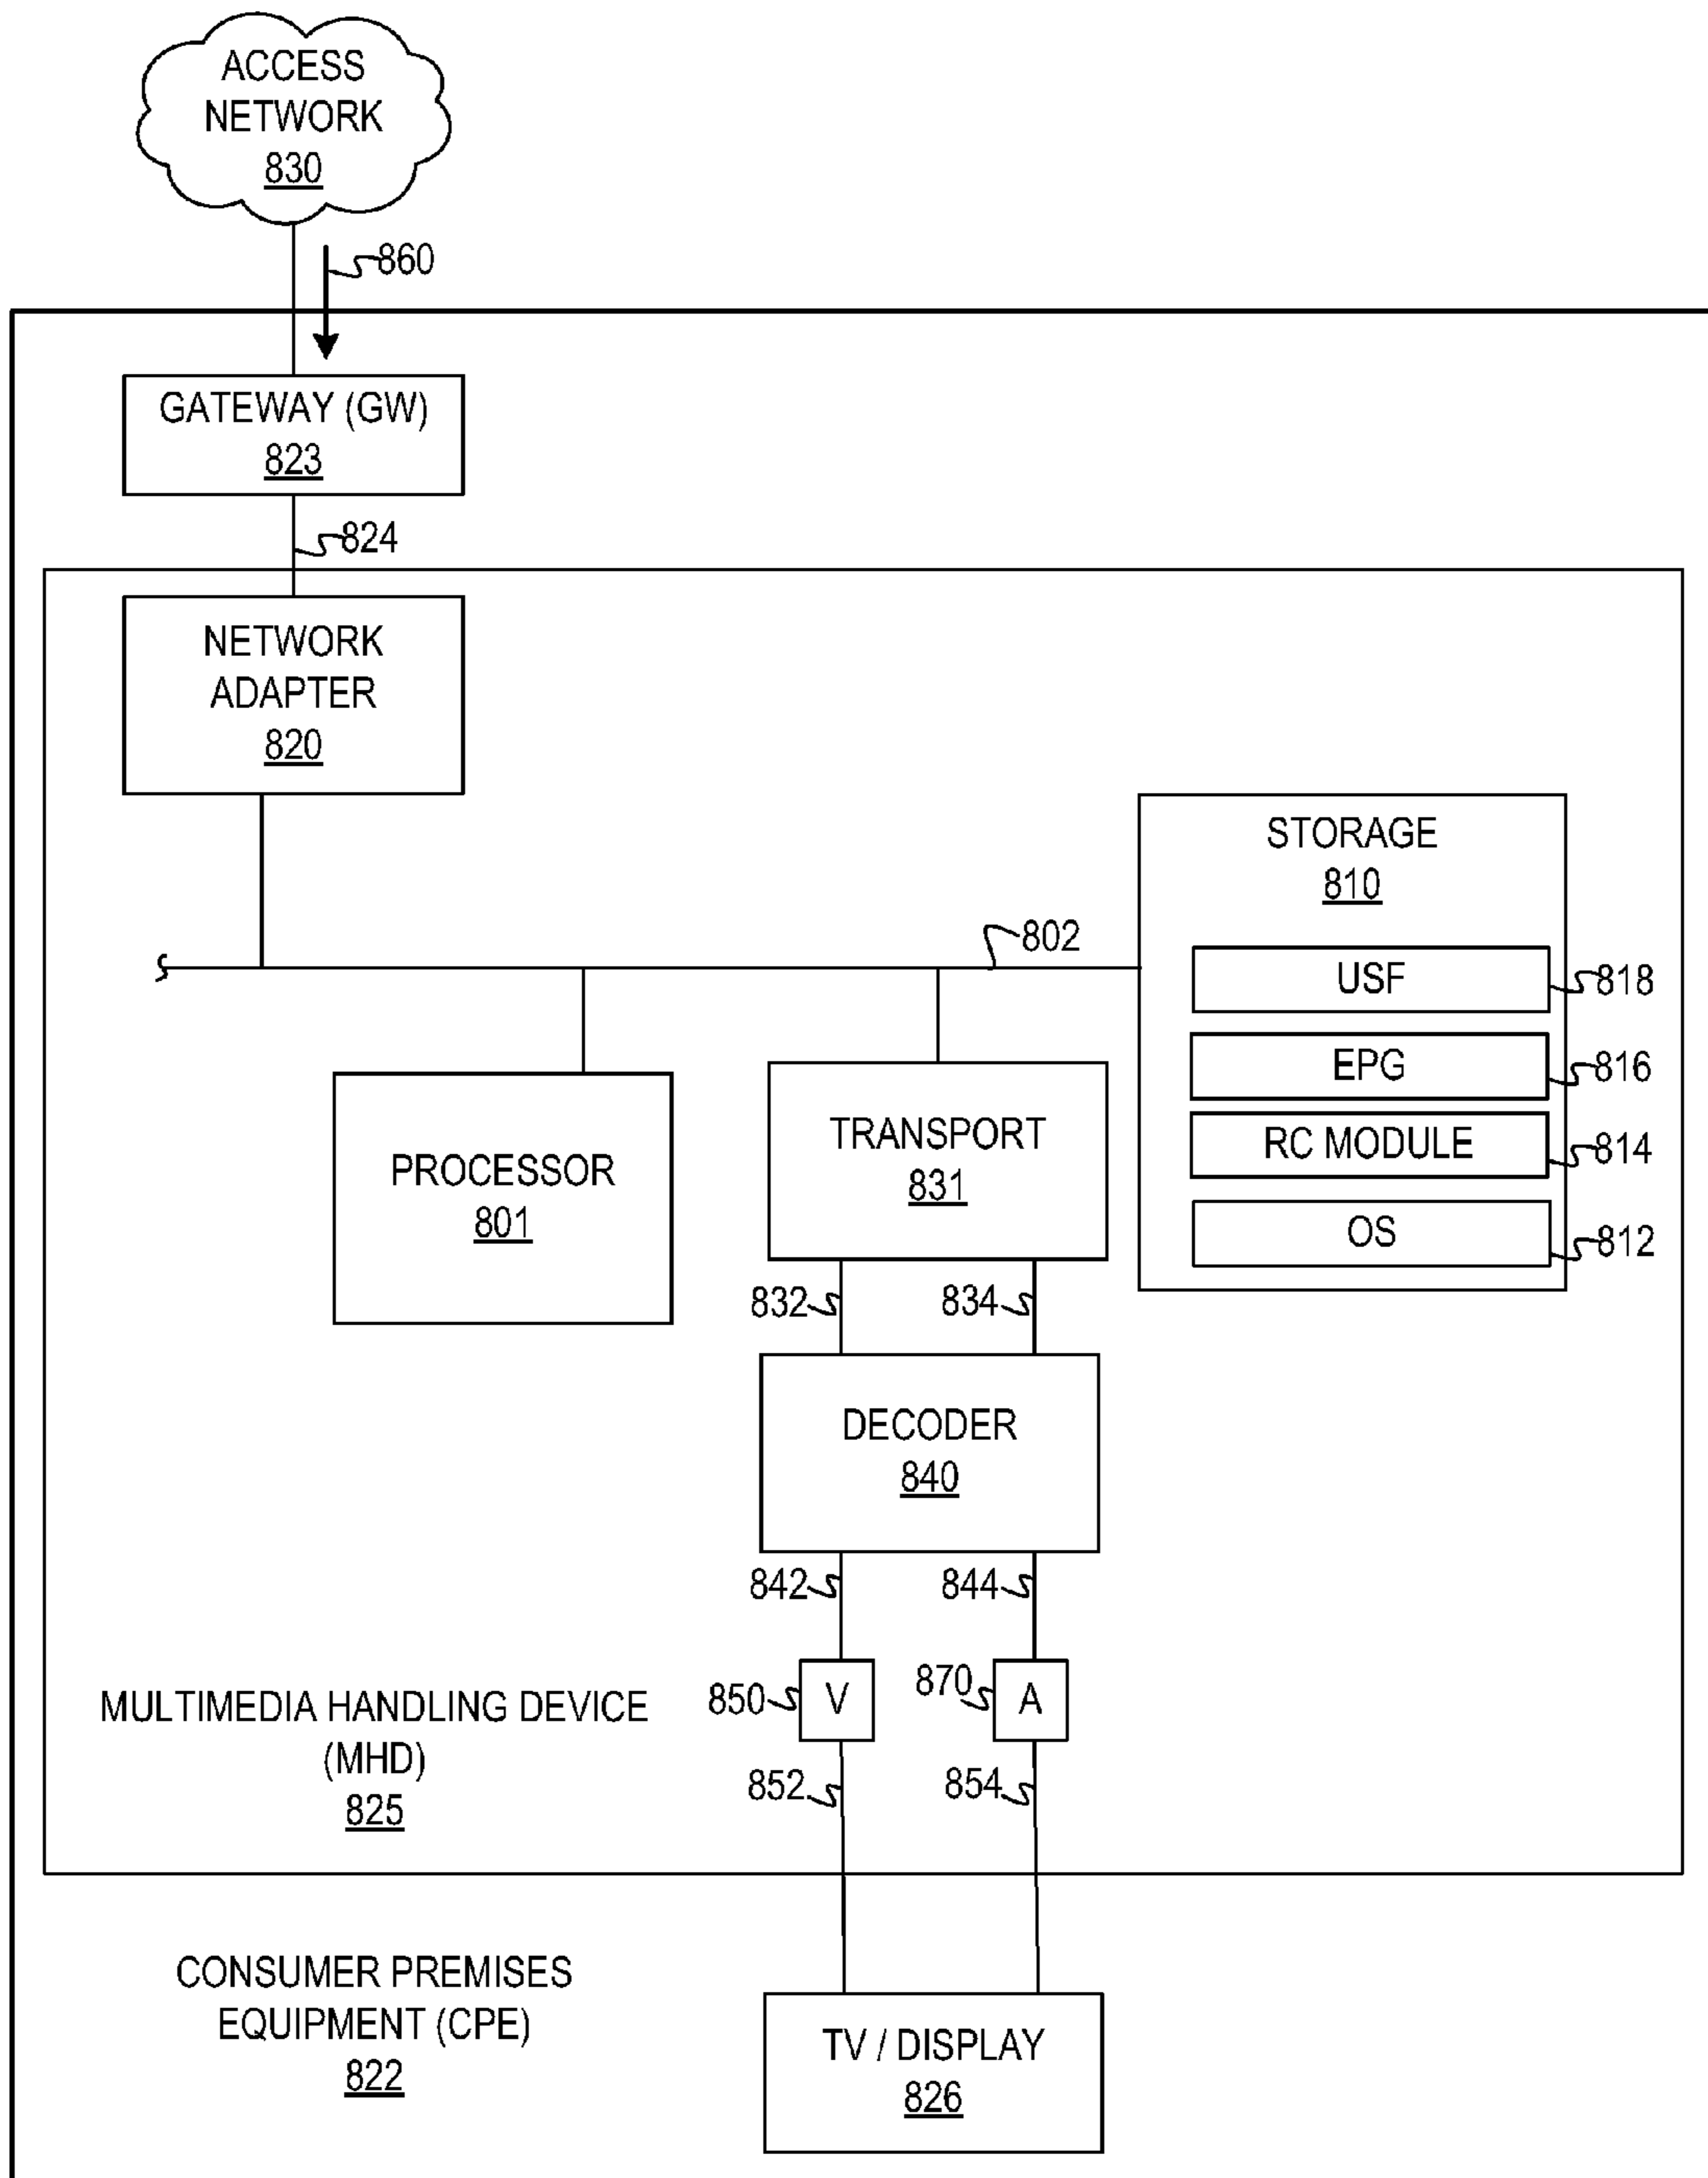 ACCESS
NETWORK
830
860
GATEWAY (GW)
823
824
NETWORK
ADAPTER
820
STORAGE
810
802
USF
818
EPG
816
RC MODULE
814
OS
812
PROCESSOR
801
TRANSPORT
831
832
834
DECODER
840
842
844
850
V
870
A
MULTIMEDIA HANDLING DEVICE
(MHD)
825
852
854
CONSUMER PREMISES
EQUIPMENT (CPE)
822
TV / DISPLAY
826